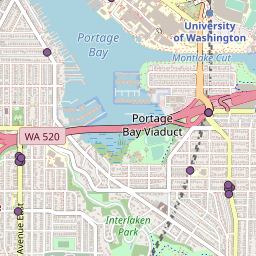 University
of Washington
Portage
Bay
Montlake Cut
Portage
Bay Viaduct
WA 520
Interlaken
Park
Avenue East